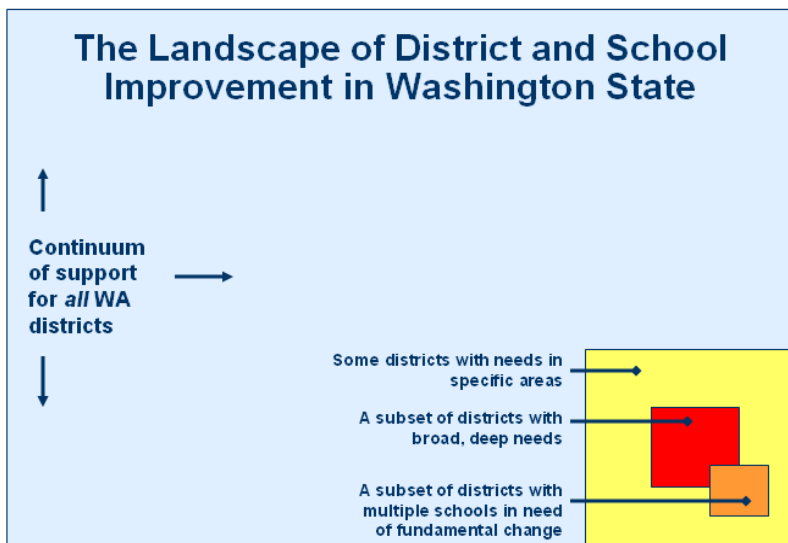 The Landscape of District and School
Improvement in Washington State
Continuum
of support
for all WA
districts
Some districts with needs in
specific areas
A subset of districts with
broad, deep needs
A subset of districts with
multiple schools in need
of fundamental change